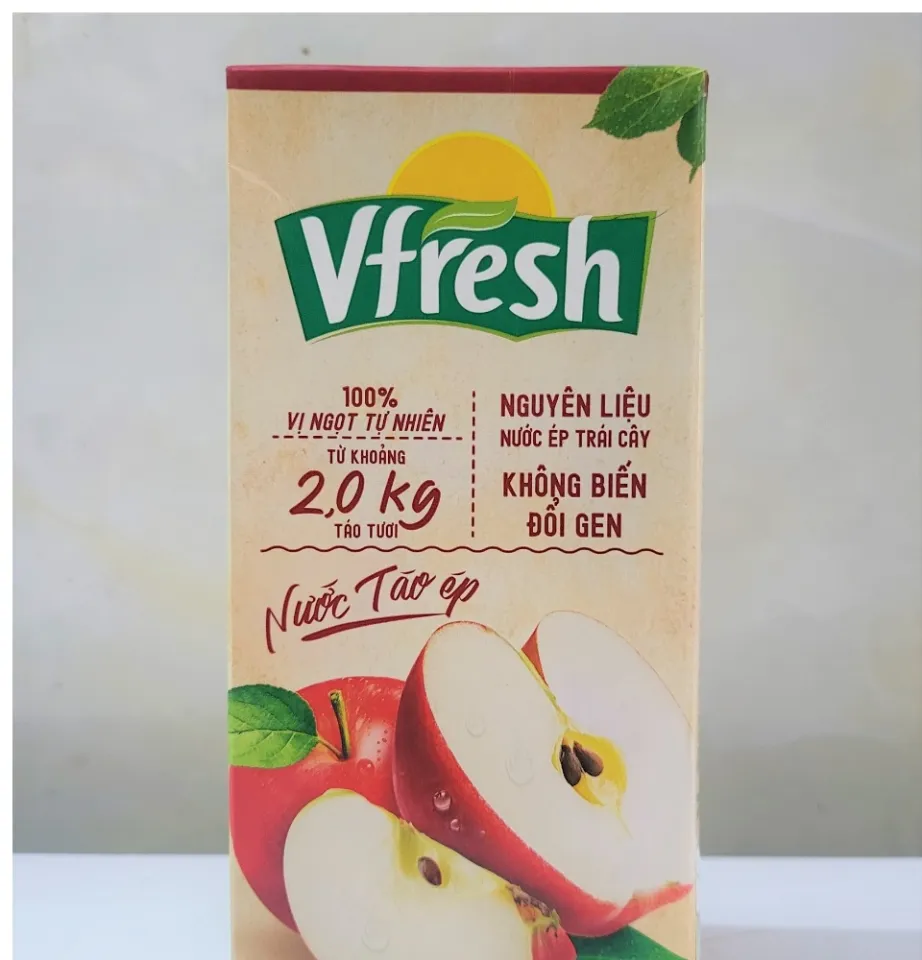 Vfresh
100%
VỊ NGỌT TỰ NHIÊN
TỪ KHOẢNG
2,0 kg
TÁO TƯƠI
NGUYÊN LIỆU
NƯỚC ÉP TRÁI CÂY
KHÔNG BIẾN
ĐỔI GEN
Nước Táo ép